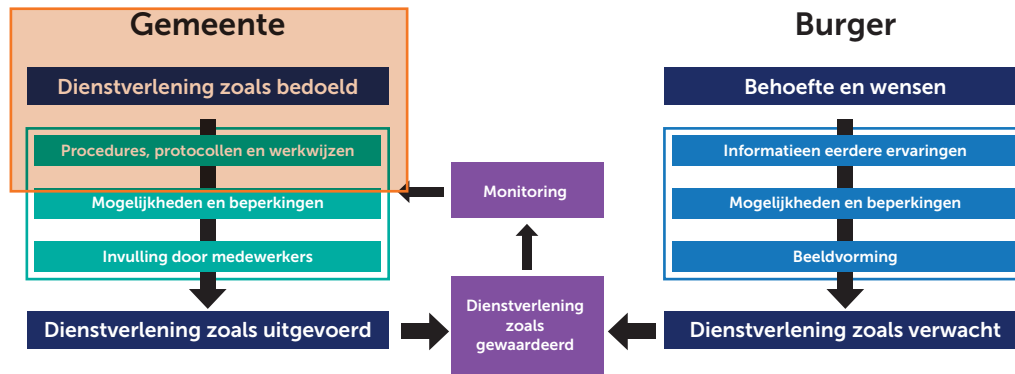 Gemeente
Dienstverlening zoals bedoeld
Procedures, protocollen en werkwijzen
Mogelijkheden en beperkingen
Invulling door medewerkers
Dienstverlening zoals uitgevoerd
Monitoring
Dienstverlening
zoals
gewaardeerd
Burger
Behoefte en wensen
Informatieen eerdere ervaringen
Mogelijkheden en beperkingen
Beeldvorming
Dienstverlening zoals verwacht